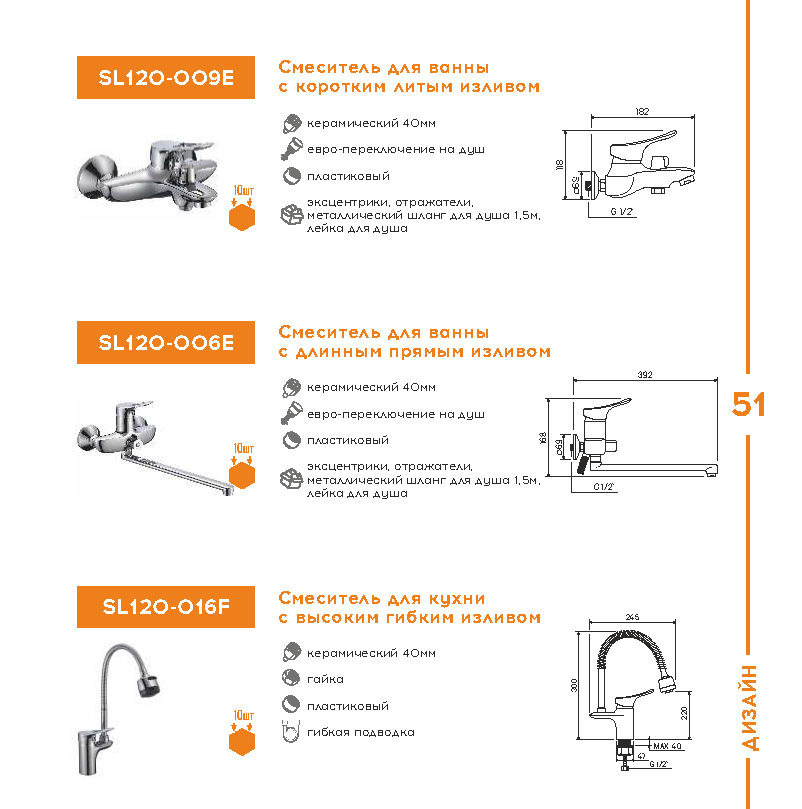 SL120-009E
Смеситель для ванны
с коротким литым изливом
керамический 40мм
евро-переключение на душ
пластиковый
эксцентрики, отражатели,
металлический шланг для душа 1,5м,
лейка для душа
10шт
182
118
⌀69
G 1/2"
SL120-006E
Смеситель для ванны
с длинным прямым изливом
керамический 40мм
евро-переключение на душ
пластиковый
эксцентрики, отражатели,
металлический шланг для душа 1,5м,
лейка для душа
10шт
392
168
⌀69
G1/2"
51
SL120-016F
Смеситель для кухни
с высоким гибким изливом
керамический 40мм
гайка
пластиковый
гибкая подводка
10шт
245
300
220
MAX 40
47
G1/2"
ДИЗАЙН